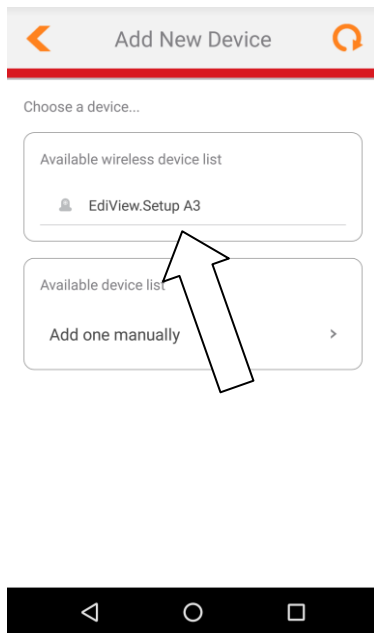 Add New Device
Choose a device...
Available wireless device list
EdiView.Setup A3
Available device list
Add one manually